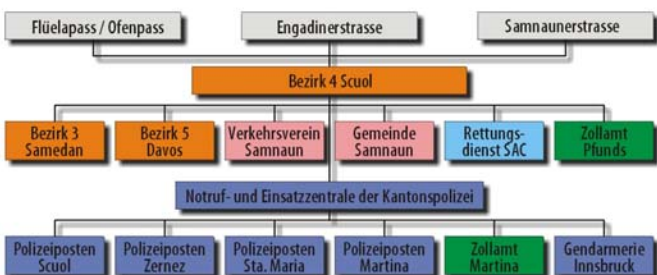 Flüelapass / Ofenpass
Engadinerstrasse
Samnaunerstrasse
Bezirk 4 Scuol
Bezirk 3
Samedan
Bezirk 5
Davos
Verkehrsverein
Samnaun
Gemeinde
Samnaun
Rettungs-
dienst SAC
Zollamt
Pfunds
Notruf- und Einsatzzentrale der Kantonspolizei
Polizeiposten
Scuol
Polizeiposten
Zernez
Polizeiposten
Sta. Maria
Polizeiposten
Martina
Zollamt
Martina
Gendarmerie
Innsbruck